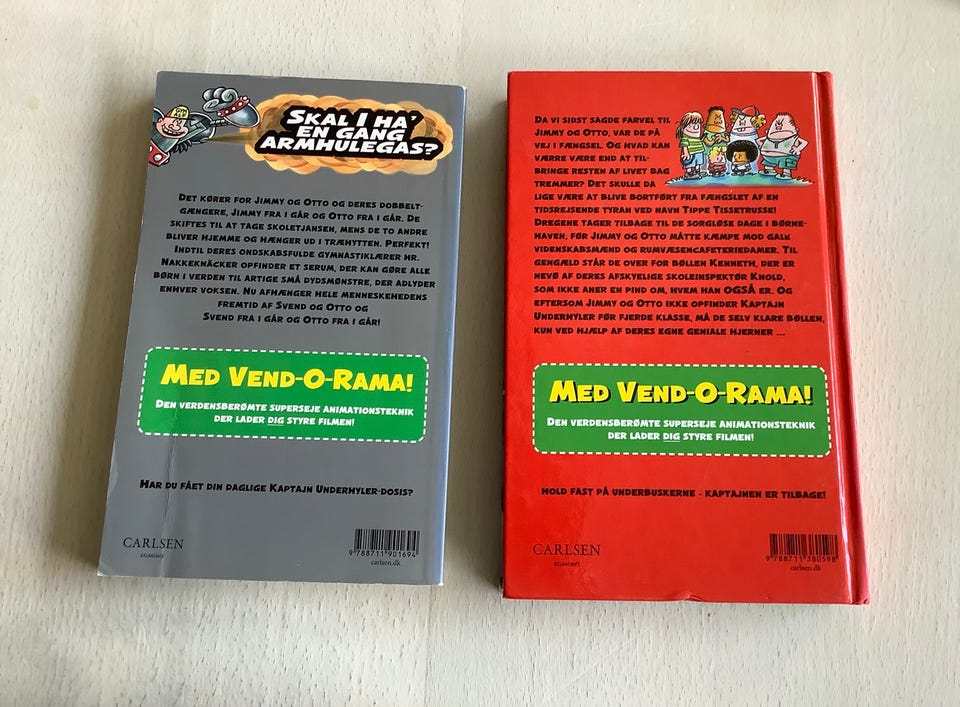 SKAL I HA'
EN GANG
ARMHULEGAS?
DET KØRER FOR JIMMY OG OTTO OG DERES DOBBELT-
GÆNGERE, JIMMY FRA I GÅR OG OTTO FRA I GÅR. DE
SKIFTES TIL AT TAGE SKOLETJANSEN, MENS DE TO ANDRE
BLIVER HJEMME OG HÆNGER UD I TRÆHYTTEN. PERFEKT!
INDTIL DERES ONDSKABSFULDE GYMNASTIKLÆRER HR.
NAKKEKNÄCKER OPFINDER ET SERUM, DER KAN GØRE ALLE
BØRN I VERDEN TIL ARTIGE SMÅ DYDSMØNSTRE, DER ADLYDER
ENHVER VOKSEN. NU AFHÆNGER HELE MENNESKEHEDENS
FREMTID AF SVEND OG OTTO OG
SVEND FRA I GÅR OG OTTO FRA I GÅR!
MED VEND-O-RAMA!
DEN VERDENSBERØMTE SUPERSEJE ANIMATIONSTEKNIK
DER LADER DIG STYRE FILMEN!
HAR DU FÅET DIN DAGLIGE KAPTAJN UNDERHYLER-DOSIS?
CARLSEN
EGMONT
9 788711 901694
carlsen.dk
DA VI SIDST SAGDE FARVEL TIL
JIMMY OG OTTO, VAR DE PÅ
VEJ I FÆNGSEL. OG HVAD KAN
VÆRRE VÆRE END AT TIL-
BRINGE RESTEN AF LIVET BAG
TREMMER? DET SKULLE DA
LIGE VÆRE AT BLIVE BORTFØRT FRA FÆNGSLET AF EN
TIDSREJSENDE TYRAN VED NAVN TIPPE TISSETRUSSE!
DRENGENE TAGER TILBAGE TIL DE SORGLØSE DAGE I BØRNE-
HAVEN, FØR JIMMY OG OTTO MÅTTE KÆMPE MOD GALE
VIDENSKABSMÆND OG RUMVÆSENCAFETERIEDAMER. TIL
GENGÆLD STÅR DE OVER FOR BØLLEN KENNETH, DER ER
NEVØ AF DERES AFSKYELIGE SKOLEINSPEKTØR KNOLD,
SOM IKKE ANER EN PIND OM, HVEM HAN OGSÅ ER. OG
EFTERSOM JIMMY OG OTTO IKKE OPFINDER KAPTAJN
UNDERHYLER FØR FJERDE KLASSE, MÅ DE SELV KLARE BØLLEN,
KUN VED HJÆLP AF DERES EGNE GENIALE HJERNER ...
MED VEND-O-RAMA!
DEN VERDENSBERØMTE SUPERSEJE ANIMATIONSTEKNIK
DER LADER DIG STYRE FILMEN!
HOLD FAST PÅ UNDERBUSKERNE - KAPTAJNEN ER TILBAGE!
CARLSEN
EGMONT
9 788711 380598
carlsen.dk